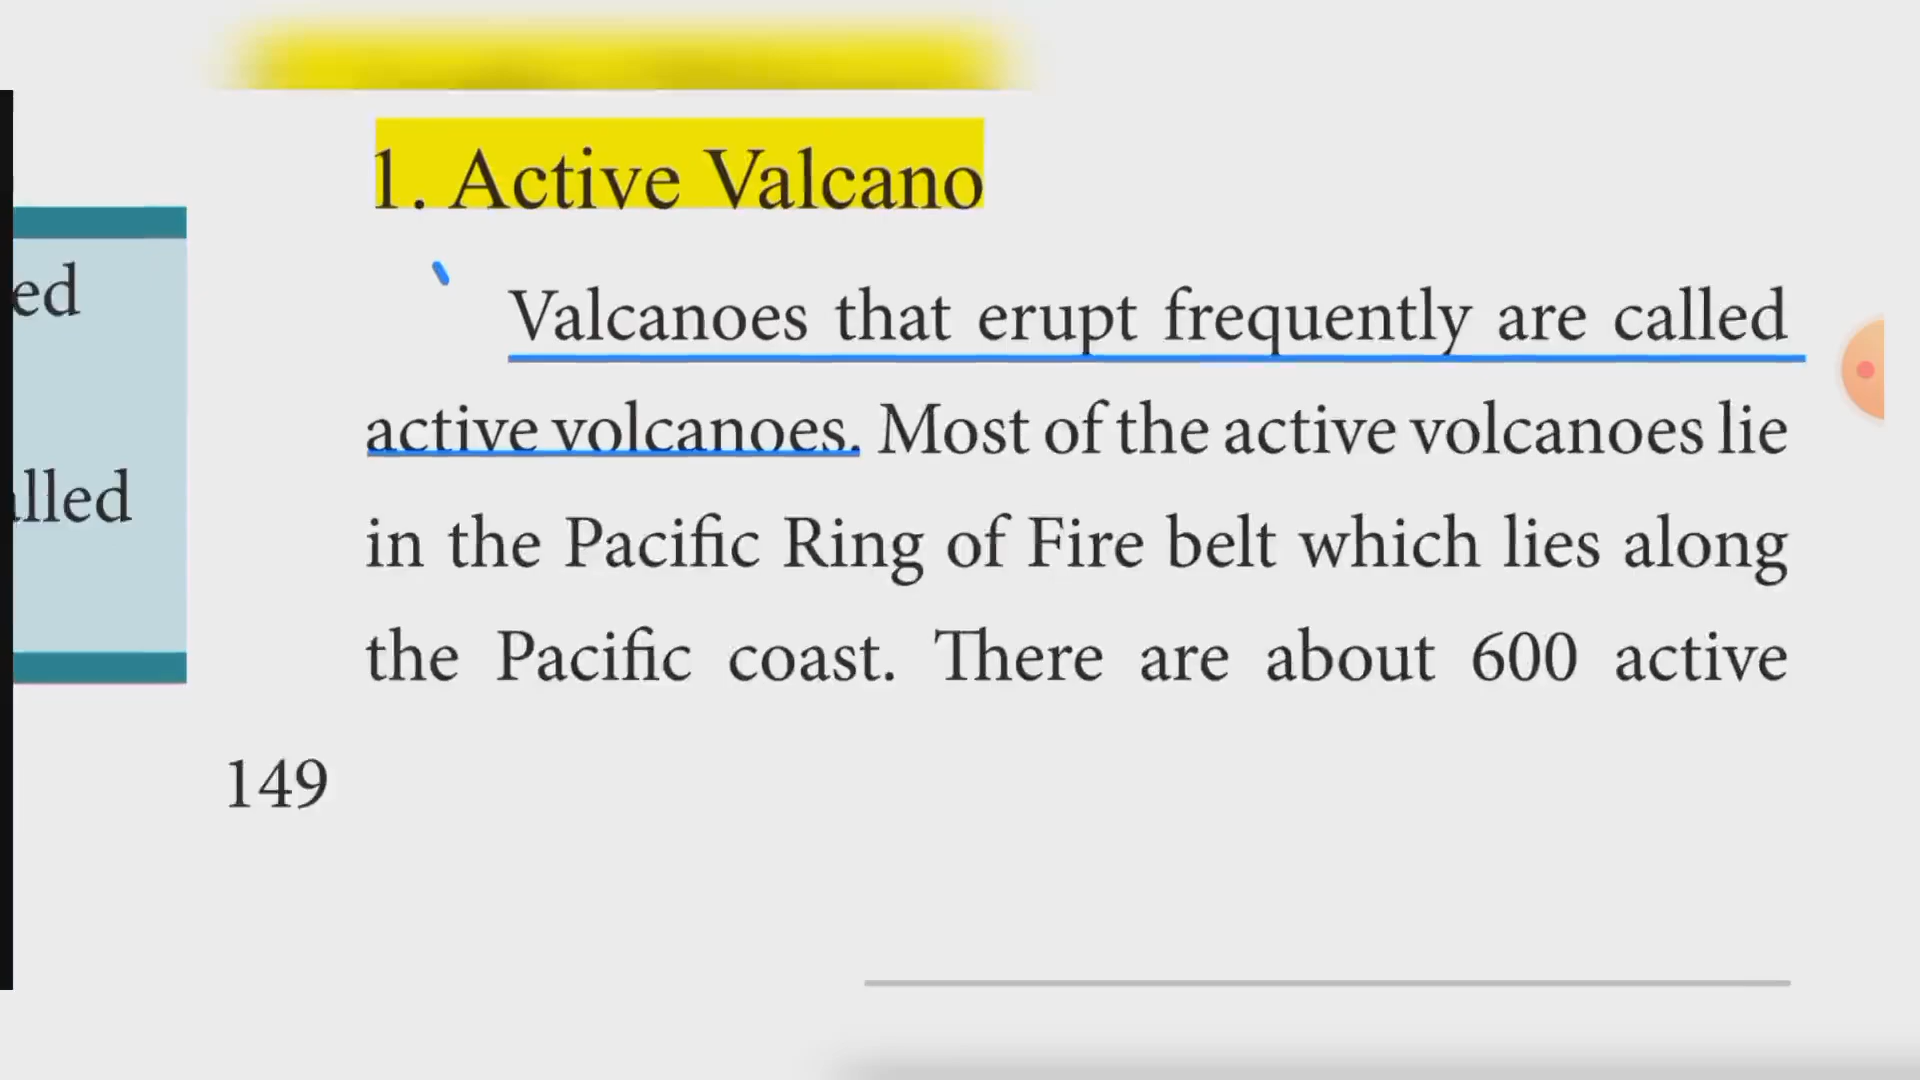 1. Active Valcano
ed
Valcanoes that erupt frequently are called
active volcanoes. Most of the active volcanoes lie
alled
in the Pacific Ring of Fire belt which lies along
the Pacific coast. There are about 600 active
149